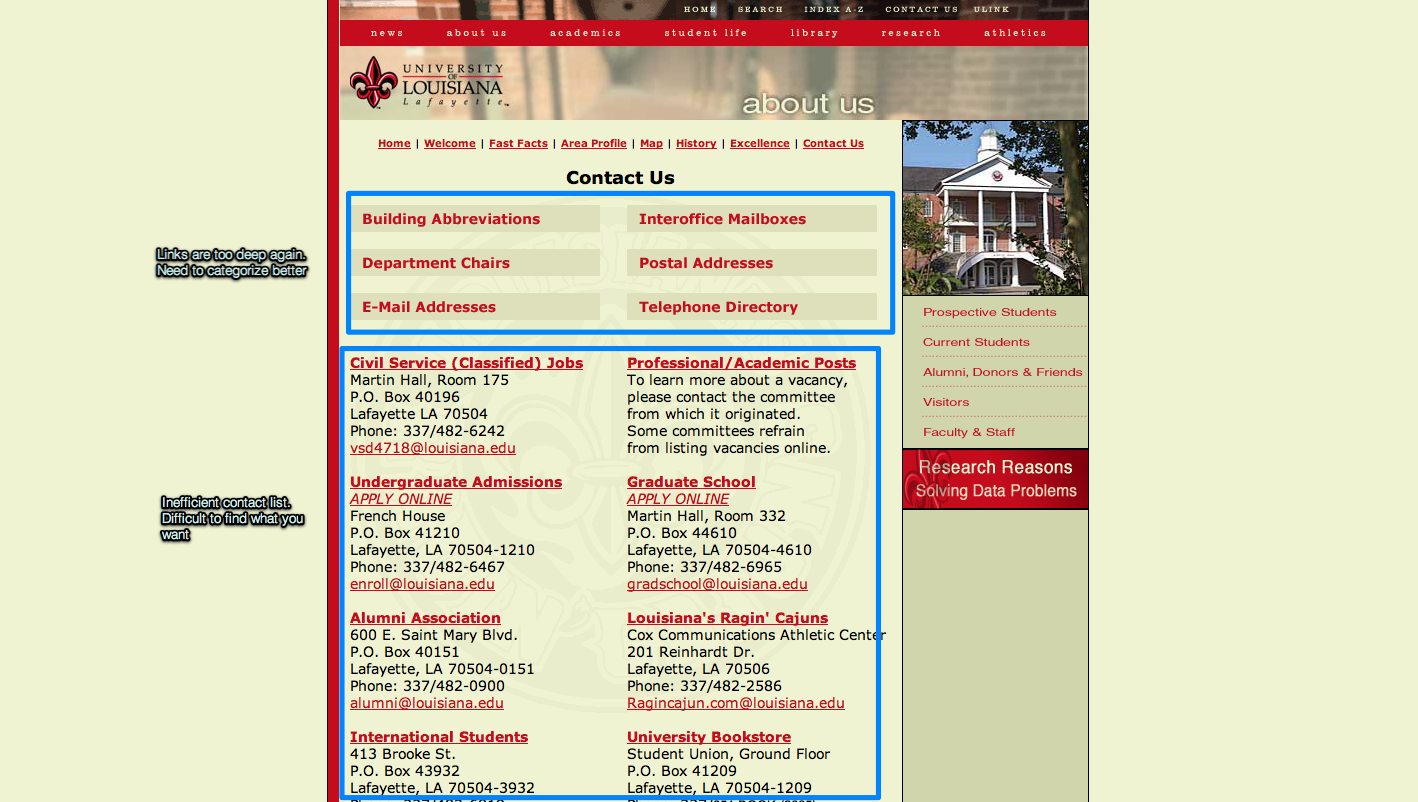 HOME SEARCH INDEX A-Z CONTACT US ULINK
news about us academics student life library research athletics
UNIVERSITY
OF
LOUISIANA
Lafayette™
about us
Home | Welcome | Fast Facts | Area Profile | Map | History | Excellence | Contact Us
Contact Us
Building Abbreviations Interoffice Mailboxes
Department Chairs Postal Addresses
E-Mail Addresses Telephone Directory
Links are too deep again.
Need to categorize better
Civil Service (Classified) Jobs
Martin Hall, Room 175
P.O. Box 40196
Lafayette LA 70504
Phone: 337/482-6242
vsd4718@louisiana.edu
Professional/Academic Posts
To learn more about a vacancy,
please contact the committee
from which it originated.
Some committees refrain
from listing vacancies online.
Undergraduate Admissions
APPLY ONLINE
French House
P.O. Box 41210
Lafayette, LA 70504-1210
Phone: 337/482-6467
enroll@louisiana.edu
Graduate School
APPLY ONLINE
Martin Hall, Room 332
P.O. Box 44610
Lafayette, LA 70504-4610
Phone: 337/482-6965
gradschool@louisiana.edu
Inefficient contact list.
Difficult to find what you
want
Alumni Association
600 E. Saint Mary Blvd.
P.O. Box 40151
Lafayette, LA 70504-0151
Phone: 337/482-0900
alumni@louisiana.edu
Louisiana's Ragin' Cajuns
Cox Communications Athletic Center
201 Reinhardt Dr.
Lafayette, LA 70506
Phone: 337/482-2586
Ragincajun.com@louisiana.edu
International Students
413 Brooke St.
P.O. Box 43932
Lafayette, LA 70504-3932
University Bookstore
Student Union, Ground Floor
P.O. Box 41209
Lafayette, LA 70504-1209
Prospective Students
Current Students
Alumni, Donors & Friends
Visitors
Faculty & Staff
Research Reasons
Solving Data Problems